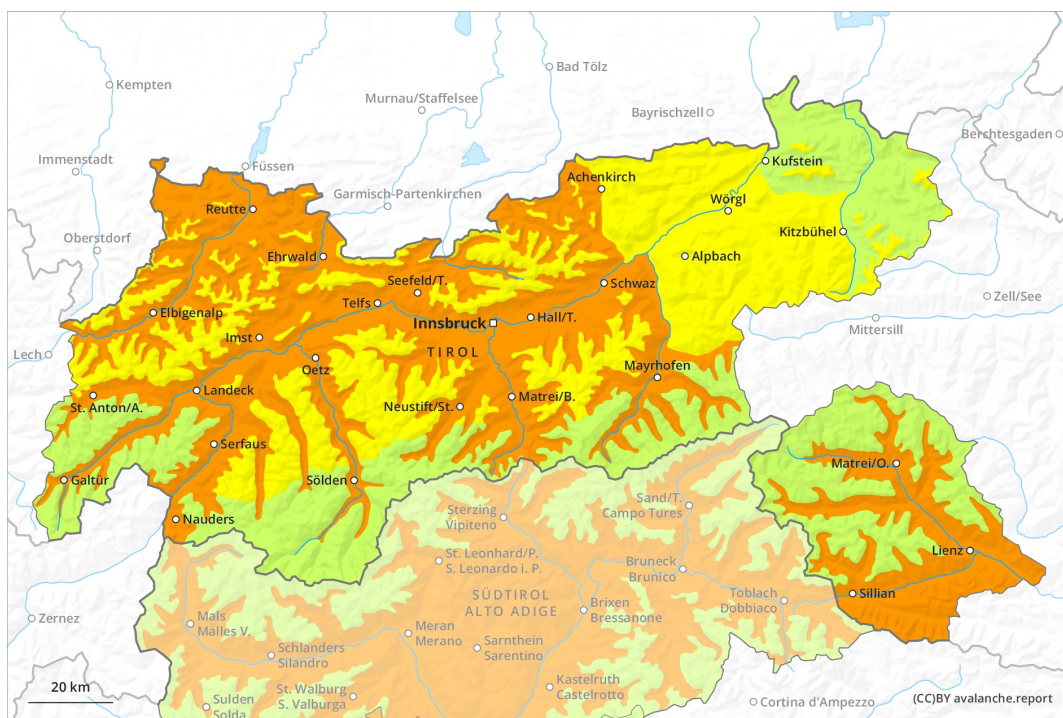 Kempten
Bad Tölz
Murnau/Staffelsee
Bayrischzell
Berchtesgaden
Immenstadt
Füssen
Kufstein
Achenkirch
Garmisch-Partenkirchen
Wörgl
Reutte
Oberstdorf
Kitzbühel
Ehrwald
Alpbach
Seefeld/T.
Schwaz
Zell/See
Telfs
Elbigenalp
Innsbruck
Hall/T.
Mittersill
Imst
Lech
TIROL
Oetz
Mayrhofen
Landeck
Matrei/B.
St. Anton/A.
Neustift/St.
Serfaus
Matrei/O.
Galtür
Sölden
Sand/T.
Campo Tures
Sterzing
Vipiteno
Nauders
Lienz
St. Leonhard/P.
S. Leonardo i. P.
Bruneck
Brunico
Sillian
SÜDTIROL
ALTO ADIGE
Toblach
Dobbiaco
Brixen
Bressanone
Zernez
Mals
Malles V.
Meran
Merano
Sarnthein
Sarentino
Schlanders
Silandro
20 km
St. Walburg
S. Valburga
Kastelruth
Castelrotto
Sulden
Solda
Cortina d'Ampezzo
(CC)BY avalanche.report